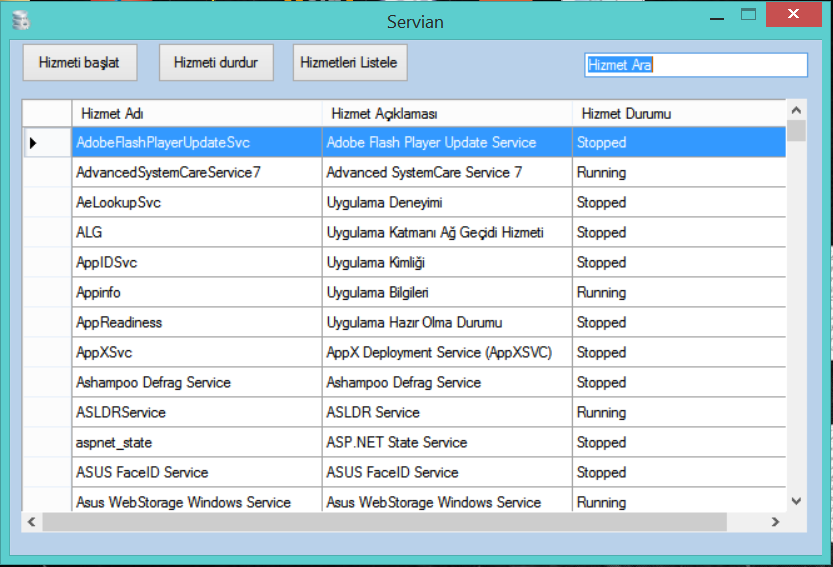 Servian
Hizmeti başlat Hizmeti durdur Hizmetleri Listele Hizmet Ara
Hizmet Adı Hizmet Açıklaması Hizmet Durumu
AdobeFlashPlayerUpdateSvc Adobe Flash Player Update Service Stopped
AdvancedSystemCareService7 Advanced SystemCare Service 7 Running
AeLookupSvc Uygulama Deneyimi Stopped
ALG Uygulama Katmanı Ağ Geçidi Hizmeti Stopped
AppIDSvc Uygulama Kimliği Stopped
Appinfo Uygulama Bilgileri Running
AppReadiness Uygulama Hazır Olma Durumu Stopped
AppXSvc AppX Deployment Service (AppXSVC) Stopped
Ashampoo Defrag Service Ashampoo Defrag Service Stopped
ASLDRService ASLDR Service Running
aspnet_state ASP.NET State Service Stopped
ASUS FaceID Service ASUS FaceID Service Stopped
Asus WebStorage Windows Service Asus WebStorage Windows Service Running